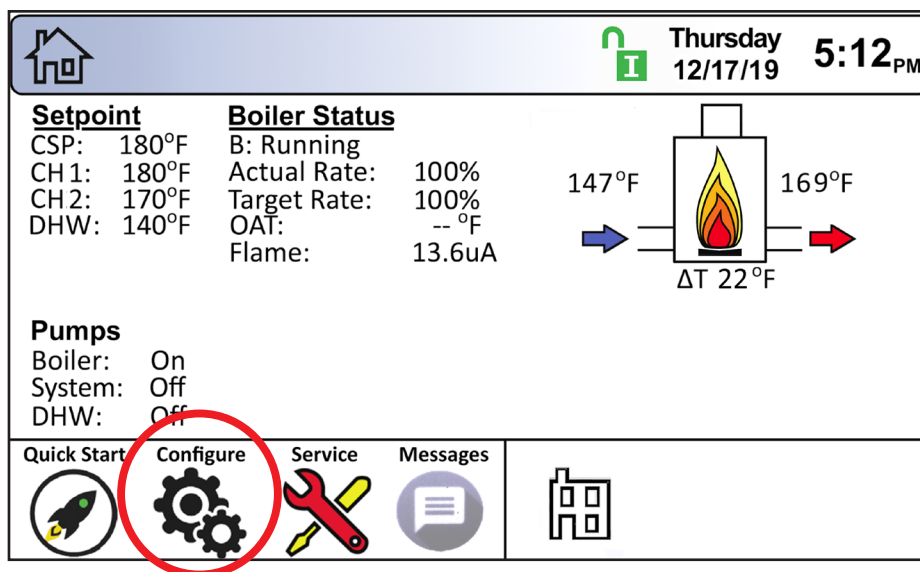 Thursday
12/17/19
5:12PM
I
Setpoint
CSP: 180°F
CH1: 180°F
CH2: 170°F
DHW: 140°F
Boiler Status
B: Running
Actual Rate: 100%
Target Rate: 100%
OAT: -- °F
Flame: 13.6uA
147°F
169°F
ΔT 22°F
Pumps
Boiler: On
System: Off
DHW: Off
Quick Start
Configure
Service
Messages